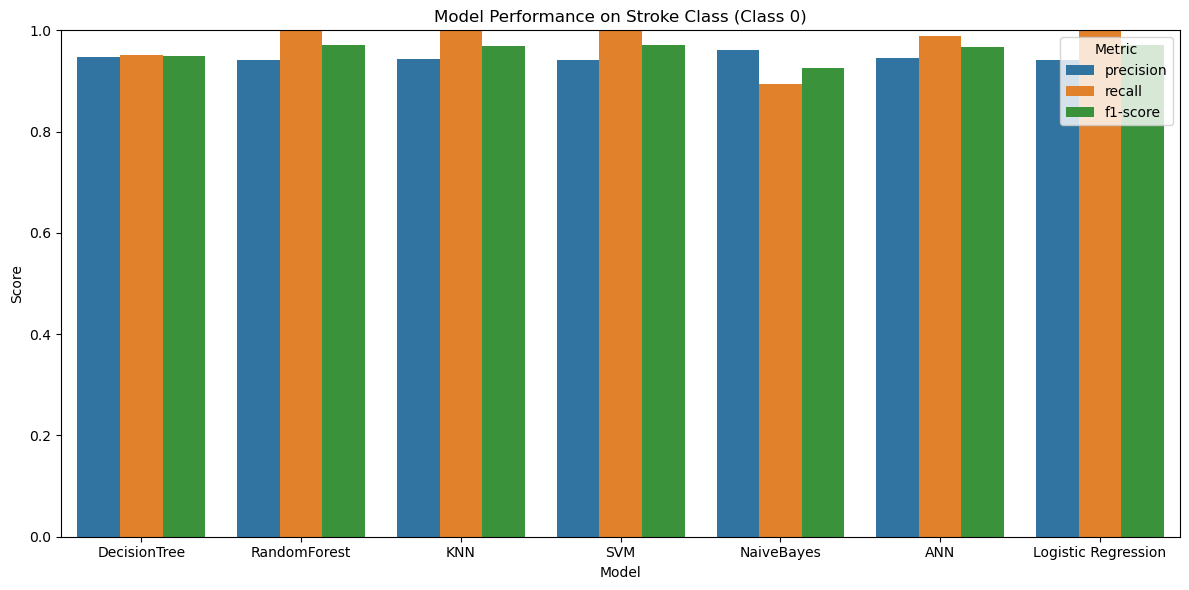 Model Performance on Stroke Class (Class 0)
Metric
precision
recall
f1-score
Score
1.0
0.8
0.6
0.4
0.2
0.0
DecisionTree RandomForest KNN SVM NaiveBayes ANN Logistic Regression
Model